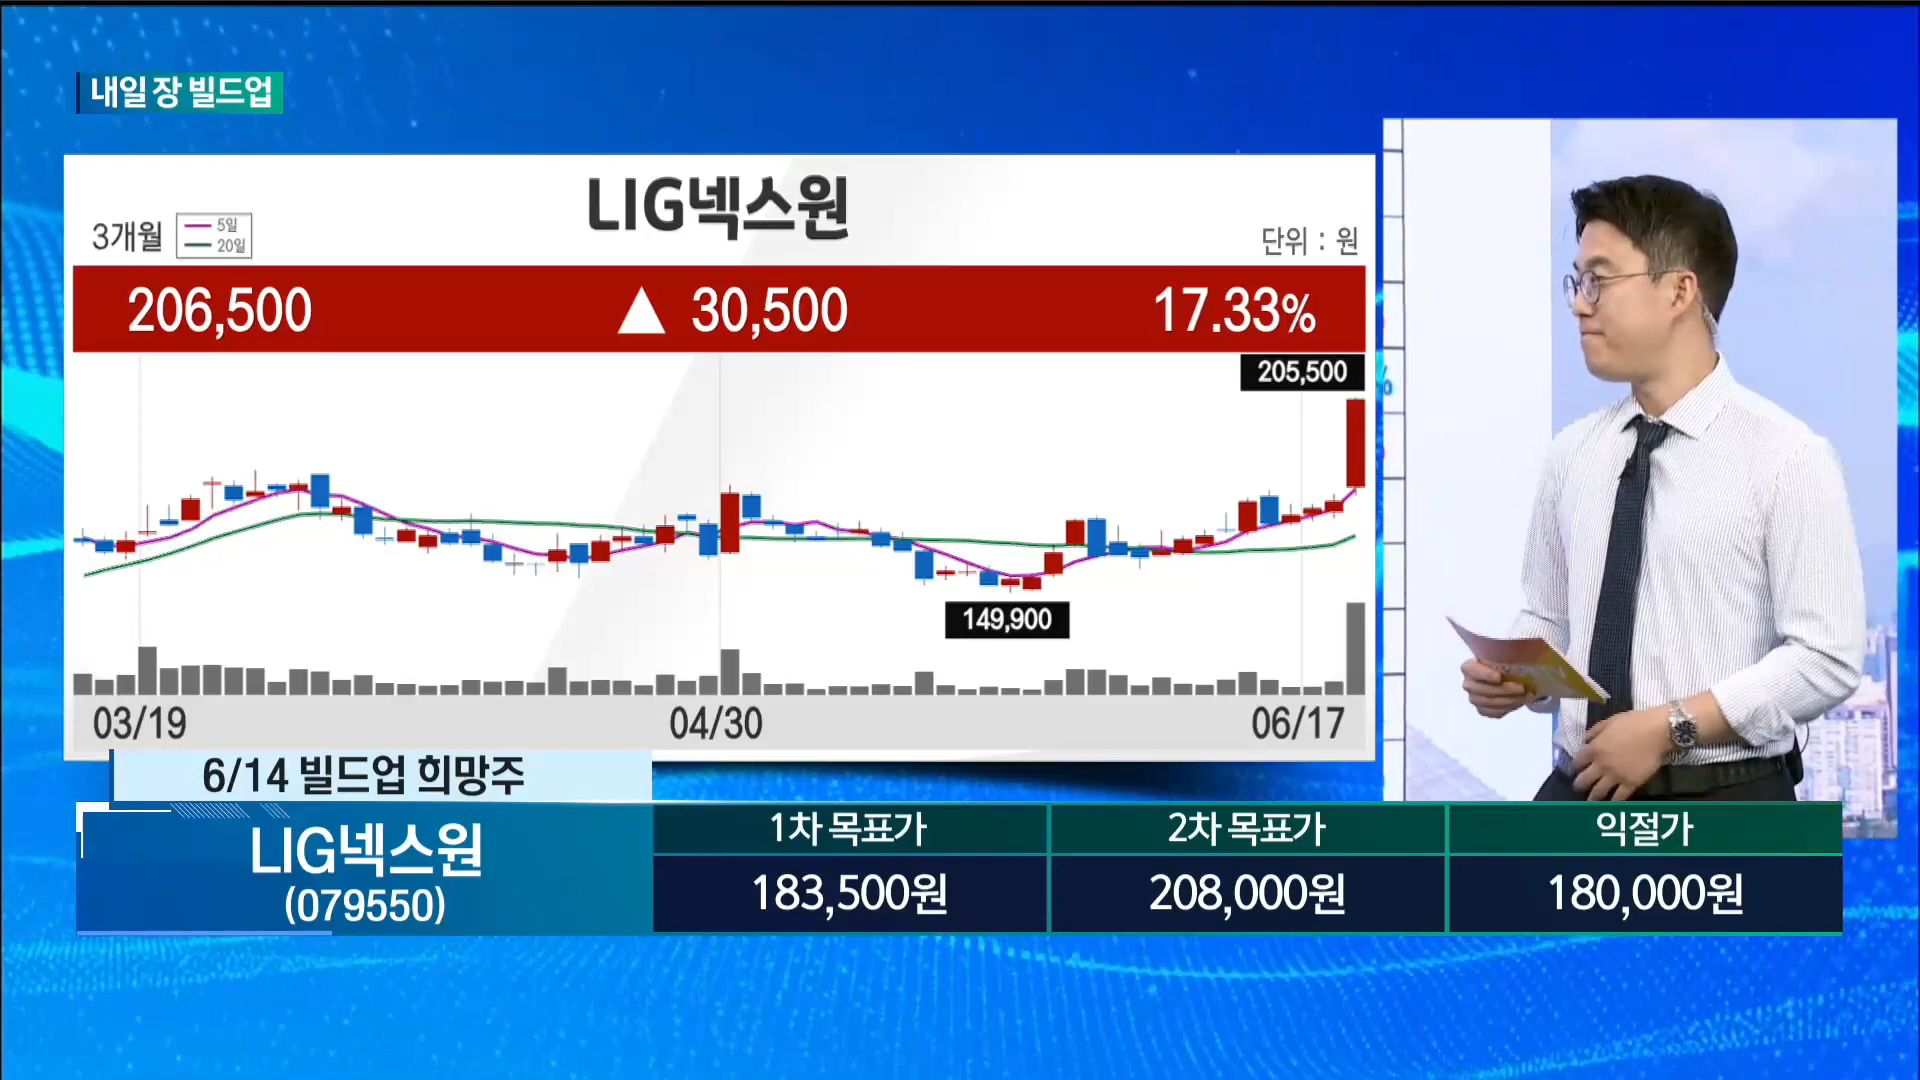 내일 장 빌드업
LIG넥스원
3개월
5일
20일
단위 : 원
206,500 ▲ 30,500 17.33%
205,500
149,900
03/19 04/30 06/17
6/14 빌드업 희망주
LIG넥스원
(079550)
1차 목표가 2차 목표가 익절가
183,500원 208,000원 180,000원
%